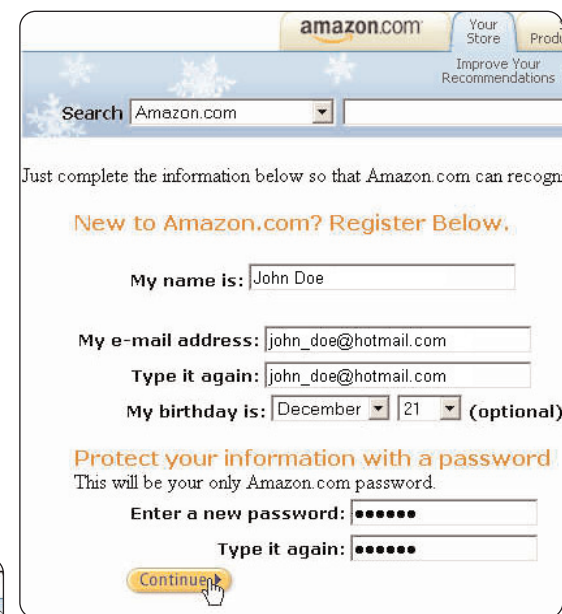 amazon.com Your Store
Improve Your Recommendations
Search Amazon.com
Just complete the information below so that Amazon.com can
New to Amazon.com? Register Below.
My name is: John Doe
My e-mail address: john_doe@hotmail.com
Type it again: john_doe@hotmail.com
My birthday is: December 21 (optional)
Protect your information with a password
This will be your only Amazon.com password.
Enter a new password: ●●●●●●
Type it again: ●●●●●●
Continue